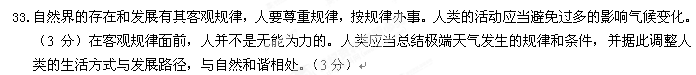 33.自然界的存在和发展有其客观规律，人要尊重规律，按规律办事。人类的活动应当避免过多的影响气候变化。
（3 分）在客观规律面前，人并不是无能为力的。人类应当总结极端天气发生的规律和条件，并据此调整人
类的生活方式与发展路径，与自然和谐相处。（3 分）↵